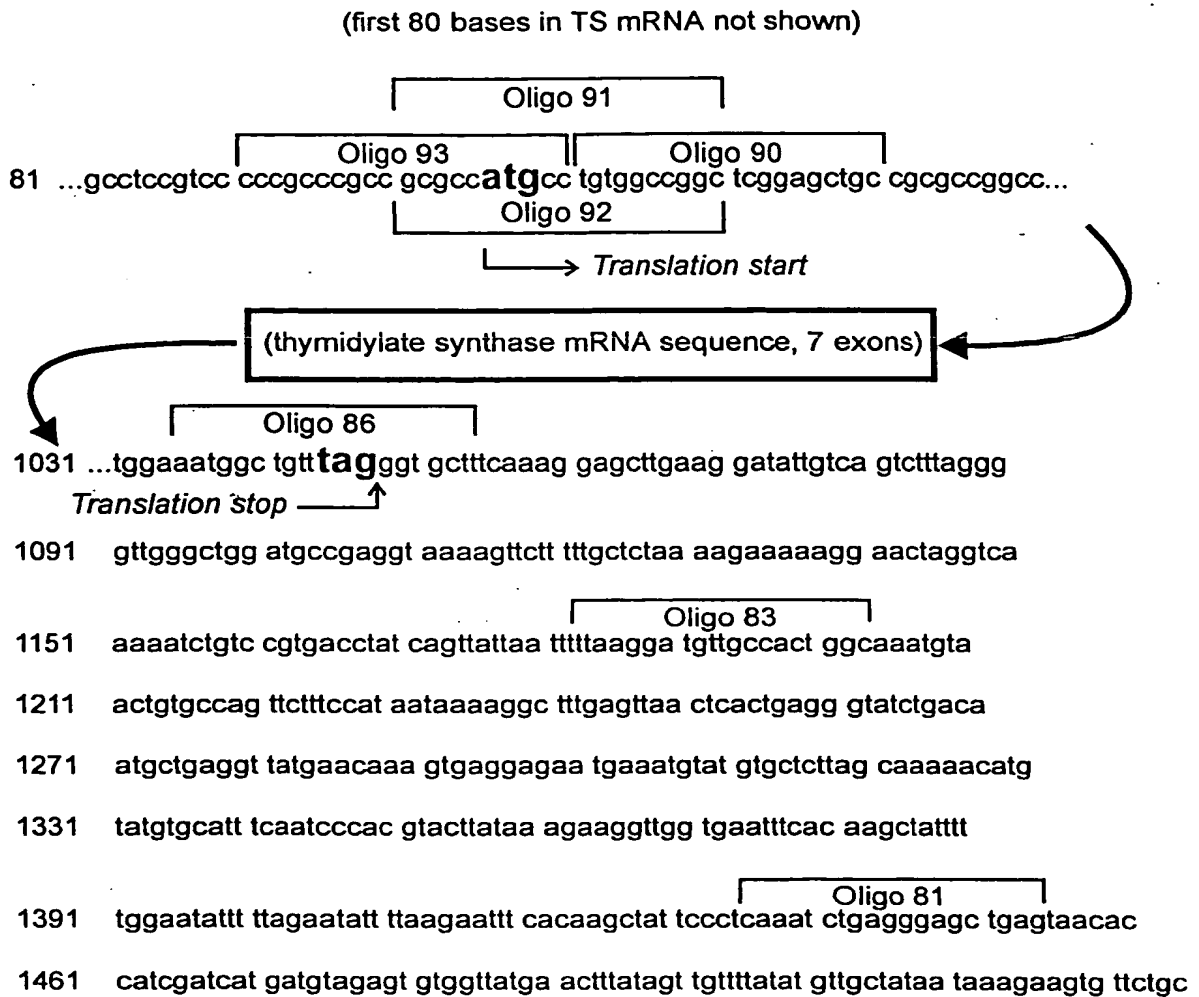 (first 80 bases in TS mRNA not shown)
Oligo 91
Oligo 93 Oligo 90
81 ...gcctccgtcc cccgcccgcc gcgccatgcc tgtggccggc tcggagctgc cgcgccggcc...
Oligo 92
Translation start
(thymidylate synthase mRNA sequence, 7 exons)
Oligo 86
1031 ...tggaaatggc tgtttagggt gctttcaaag gagcttgaag gatattgtca gtctttaggg
Translation stop
1091 gttgggctgg atgccgaggt aaaagttctt tttgctctaa aagaaaaagg aactaggtca
Oligo 83
1151 aaaatctgtc cgtgacctat cagttattaa tttttaagga tgttgccact ggcaaatgta
1211 actgtgccag ttctttccat aataaaaggc tttgagttaa ctcactgagg gtatctgaca
1271 atgctgaggt tatgaacaaa gtgaggagaa tgaaatgtat gtgctcttag caaaaacatg
1331 tatgtgcatt tcaatcccac gtacttataa agaaggttgg tgaatttcac aagctatttt
Oligo 81
1391 tggaatattt ttagaatatt ttaagaattt cacaagctat tccctcaaat ctgagggagc tgagtaacac
1461 catcgatcat gatgtagagt gtggttatga actttatagt tgttttatat gttgctataa taaagaagtg ttctgc